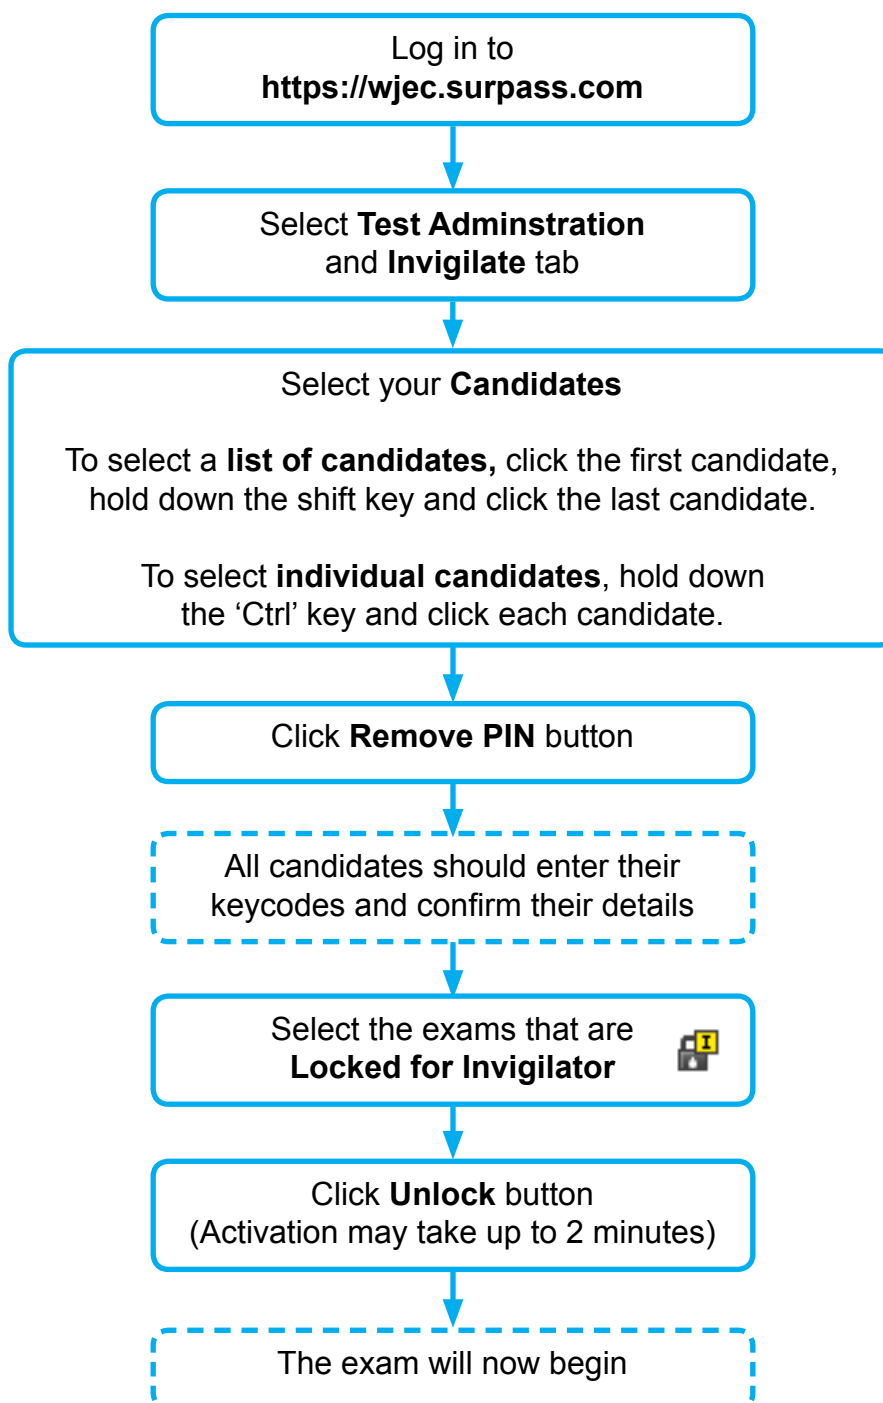 Log in to
https://wjec.surpass.com
Select Test Adminstration
and Invigilate tab
Select your Candidates
To select a list of candidates, click the first candidate,
hold down the shift key and click the last candidate.
To select individual candidates, hold down
the ‘Ctrl’ key and click each candidate.
Click Remove PIN button
All candidates should enter their
keycodes and confirm their details
Select the exams that are
Locked for Invigilator
I
Click Unlock button
(Activation may take up to 2 minutes)
The exam will now begin